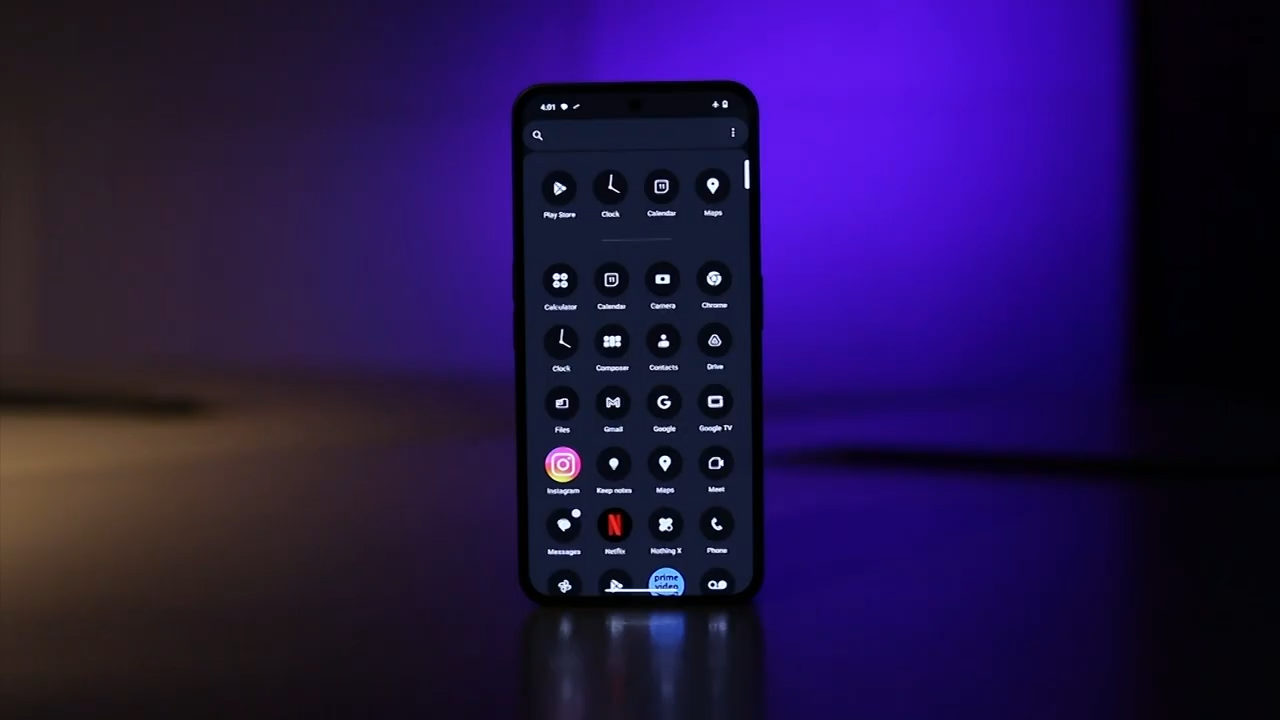 4:01
Play Store Clock Calendar Maps
Calculator Calendar Camera Chrome
Clock Composer Contacts Drive
Files Gmail Google Google TV
Instagram Keep notes Maps Meet
Messages Netflix Nothing X Phone
prime
video